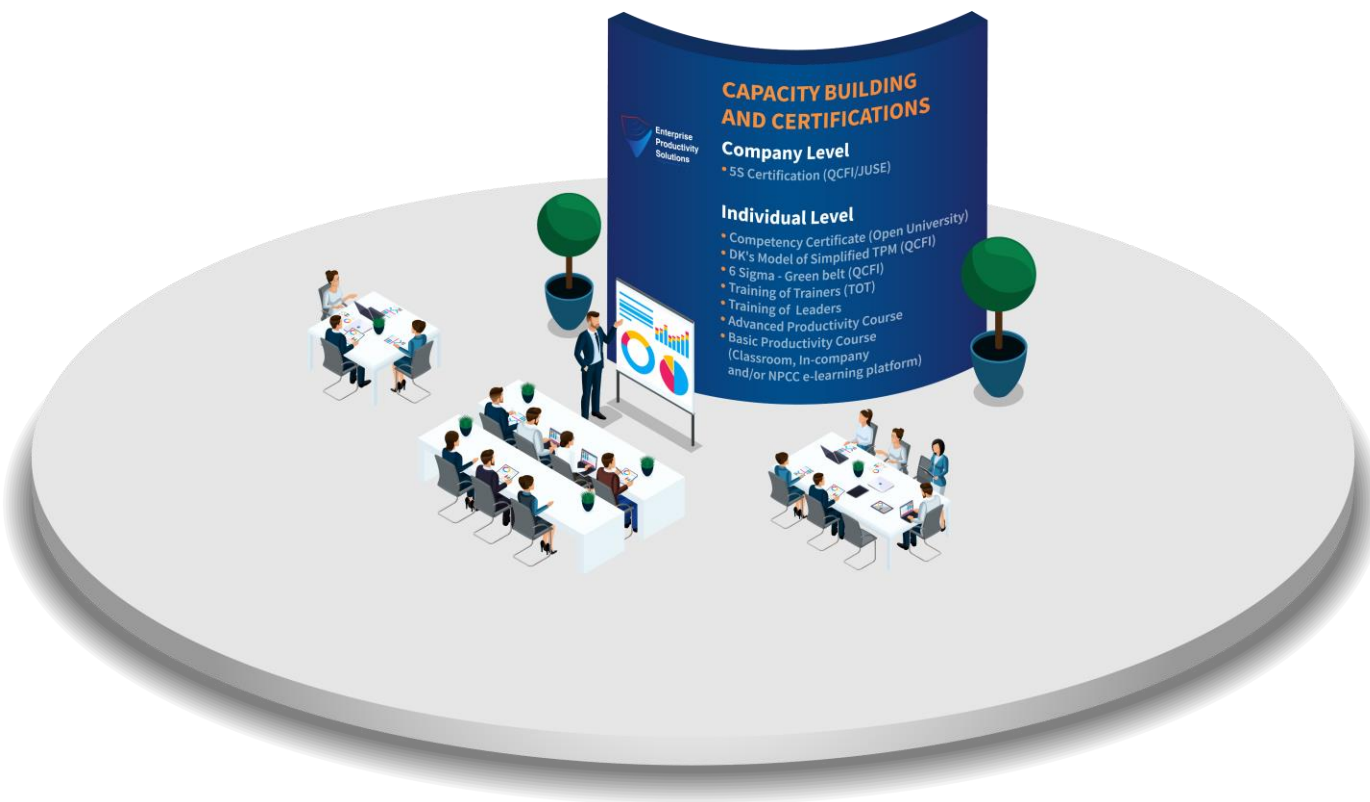 Enterprise
Productivity
Solutions
CAPACITY BUILDING
AND CERTIFICATIONS
Company Level
• 5S Certification (QCFI/JUSE)
Individual Level
• Competency Certificate (Open University)
• DK's Model of Simplified TPM (QCFI)
• 6 Sigma - Green belt (QCFI)
• Training of Trainers (TOT)
• Training of Leaders
• Advanced Productivity Course
• Basic Productivity Course
(Classroom, In-company
and/or NPCC e-learning platform)